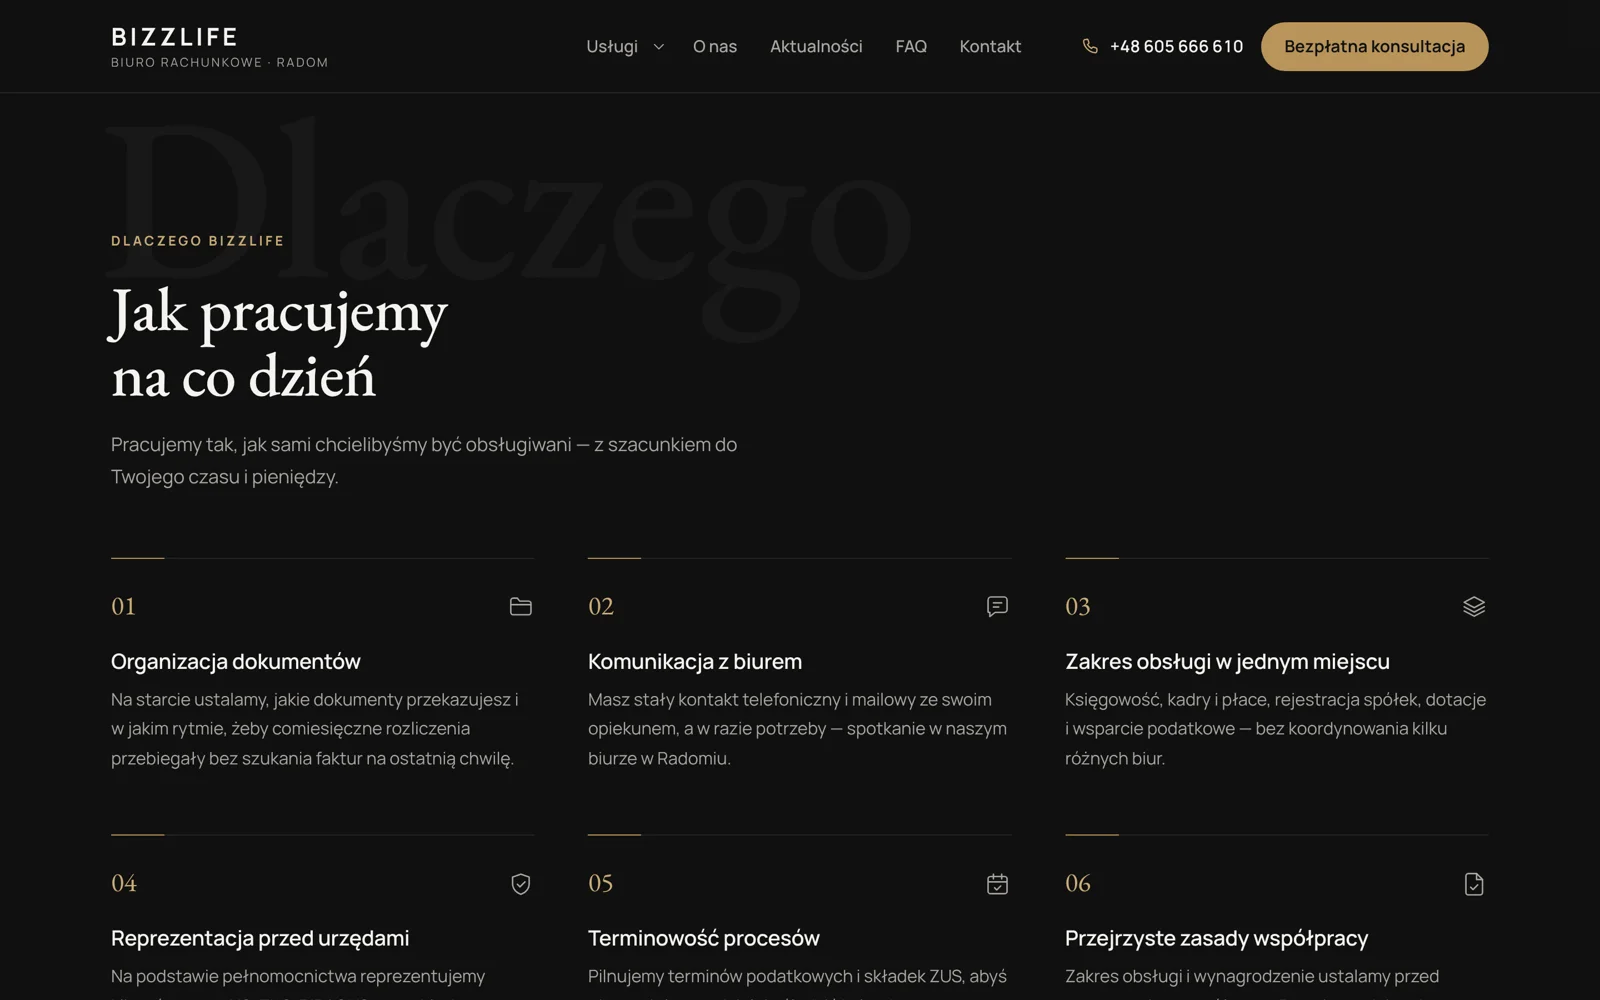 BIZZLIFE
BIURO RACHUNKOWE · RADOM
Usługi
O nas
Aktualności
FAQ
Kontakt
+48 605 666 610
Bezpłatna konsultacja
Dlaczego
DLACZEGO BIZZLIFE
Jak pracujemy
na co dzień
Pracujemy tak, jak sami chcielibyśmy być obsługiwani — z szacunkiem do
Twojego czasu i pieniędzy.
01
Organizacja dokumentów
Na starcie ustalamy, jakie dokumenty przekazujesz i
w jakim rytmie, żeby comiesięczne rozliczenia
przebiegały bez szukania faktur na ostatnią chwilę.
02
Komunikacja z biurem
Masz stały kontakt telefoniczny i mailowy ze swoim
opiekunem, a w razie potrzeby — spotkanie w naszym
biurze w Radomiu.
03
Zakres obsługi w jednym miejscu
Księgowość, kadry i płace, rejestracja spółek, dotacje
i wsparcie podatkowe — bez koordynowania kilku
różnych biur.
04
Reprezentacja przed urzędami
Na podstawie pełnomocnictwa reprezentujemy
05
Terminowość procesów
Pilnujemy terminów podatkowych i składek ZUS, abyś
06
Przejrzyste zasady współpracy
Zakres obsługi i wynagrodzenie ustalamy przed